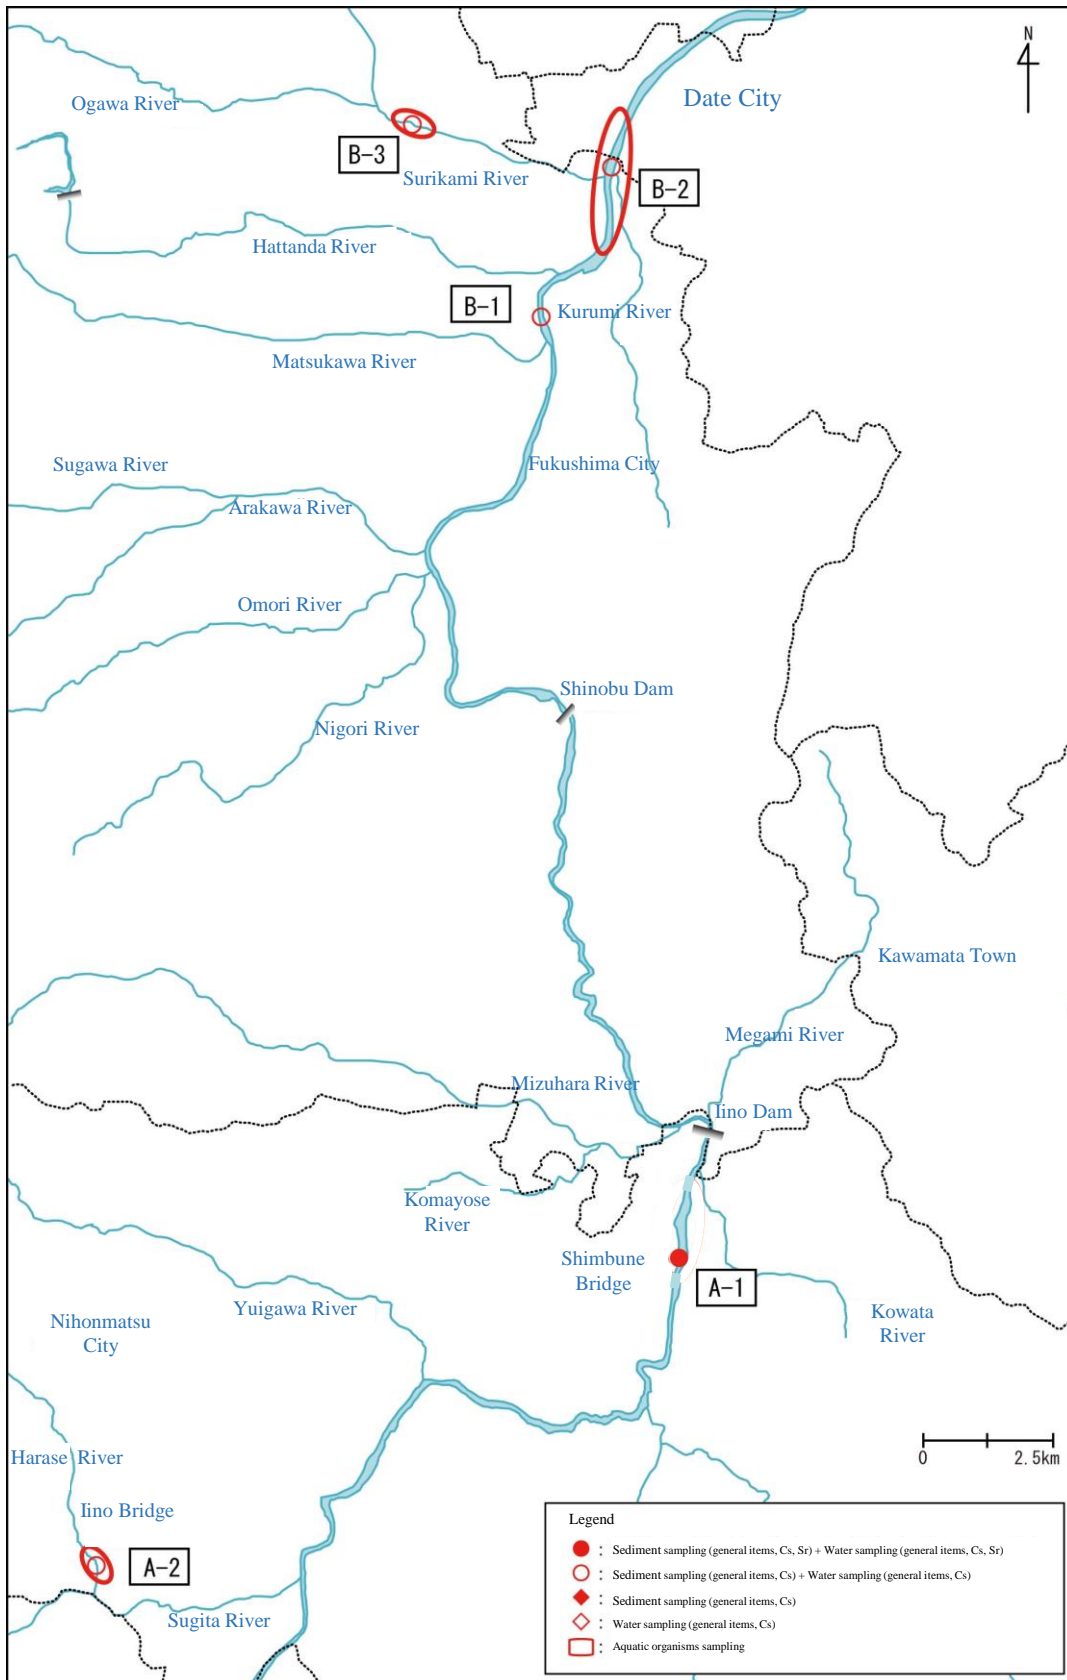 N
Date City
Ogawa River
B-3
Surikami River
B-2
Hattanda River
B-1
Kurumi River
Matsukawa River
Sugawa River
Fukushima City
Arakawa River
Omori River
Shinobu Dam
Nigori River
Kawamata Town
Megami River
Mizuhara River
Iino Dam
Komayose
River
Shimbune
Bridge
A-1
Yuigawa River
Nihonmatsu
City
Kowata
River
Harase River
0 2.5km
Iino Bridge
A-2
Sugita River
Legend
: Sediment sampling (general items, Cs, Sr) + Water sampling (general items, Cs, Sr)
: Sediment sampling (general items, Cs) + Water sampling (general items, Cs)
: Sediment sampling (general items, Cs)
: Water sampling (general items, Cs)
: Aquatic organisms sampling